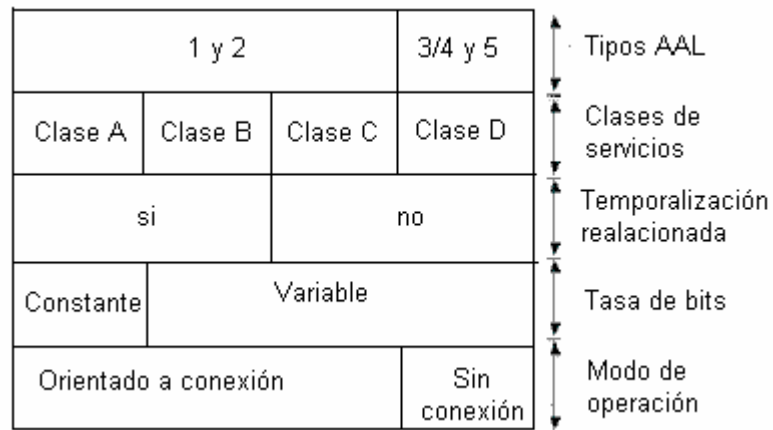 1 y 2
3/4 y 5
Tipos AAL
Clase A
Clase B
Clase C
Clase D
Clases de
servicios
si
no
Temporalización
realacionada
Constante
Variable
Tasa de bits
Orientado a conexión
Sin
conexión
Modo de
operación